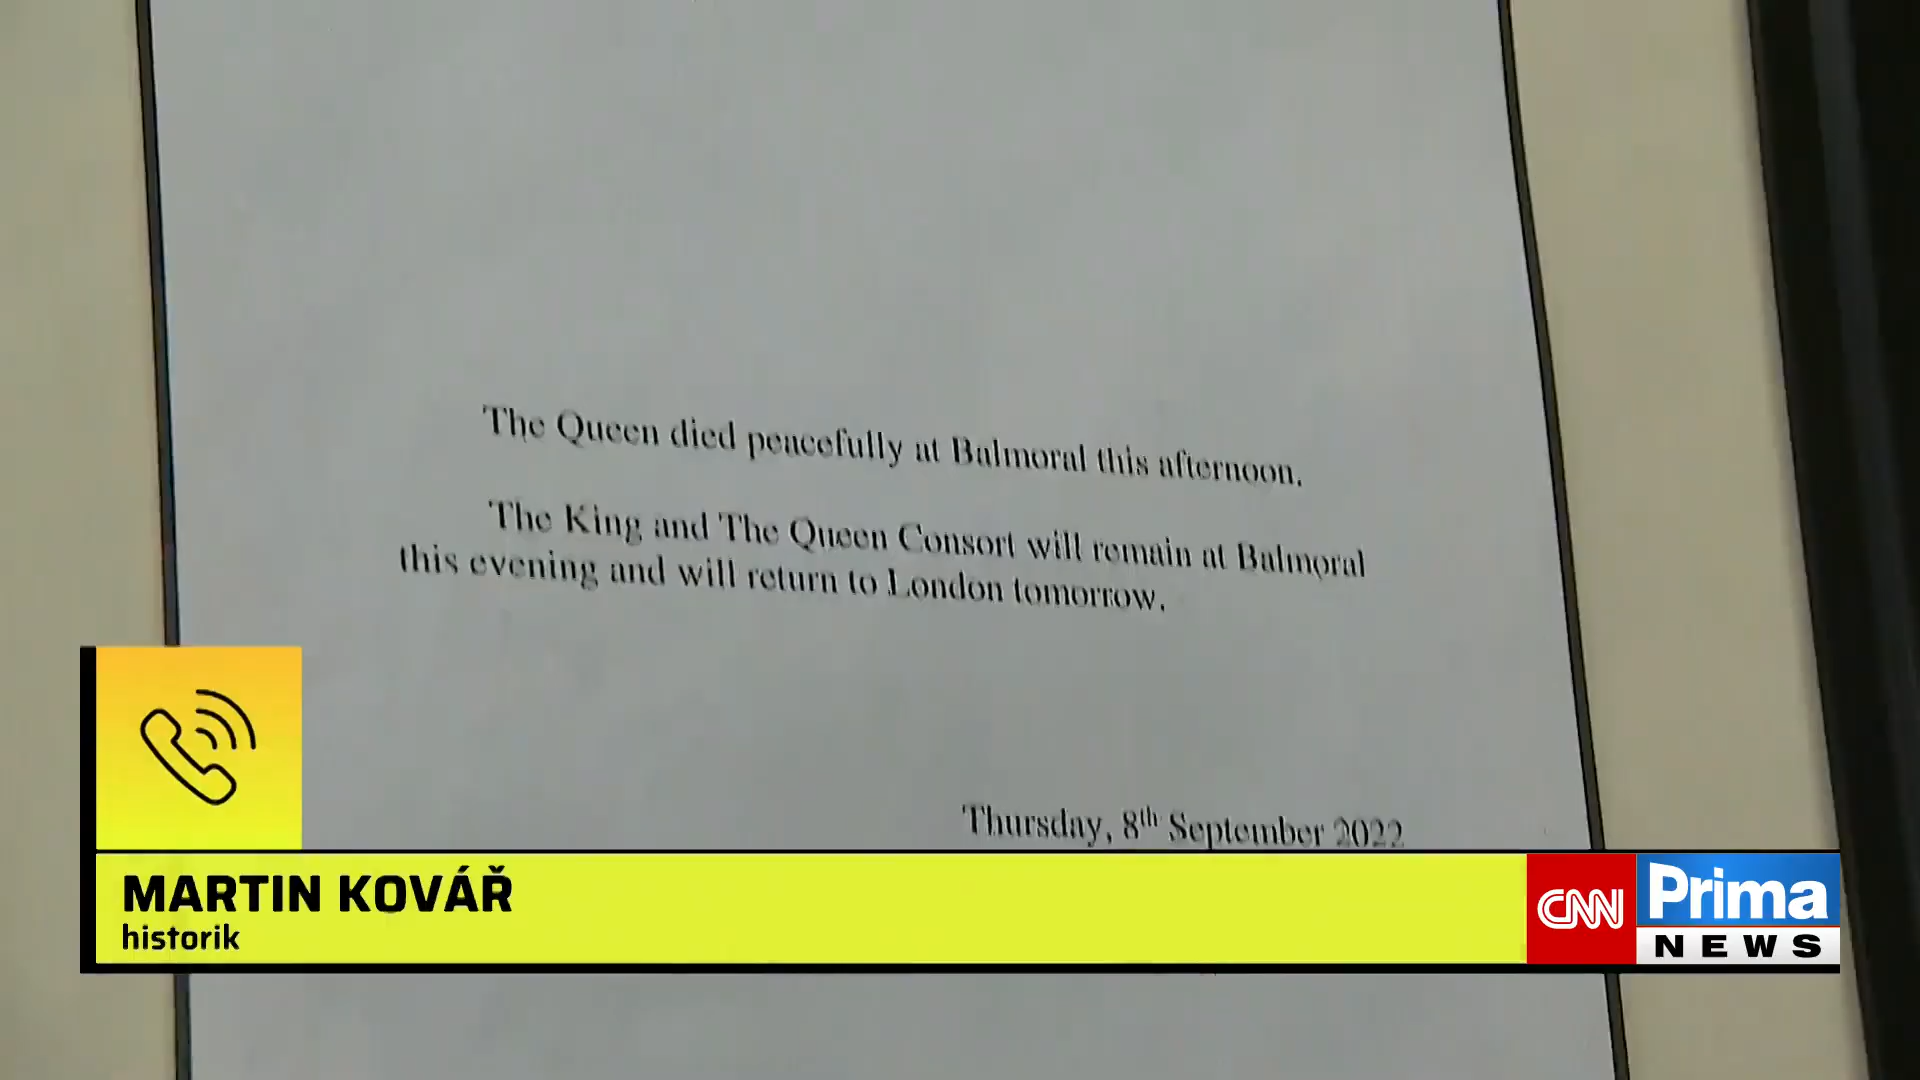 The Queen died peacefully at Balmoral this afternoon.
The King and The Queen Consort will remain at Balmoral
this evening and will return to London tomorrow.
Thursday, 8th September 2022
MARTIN KOVÁŘ
historik
CNN Prima
NEWS